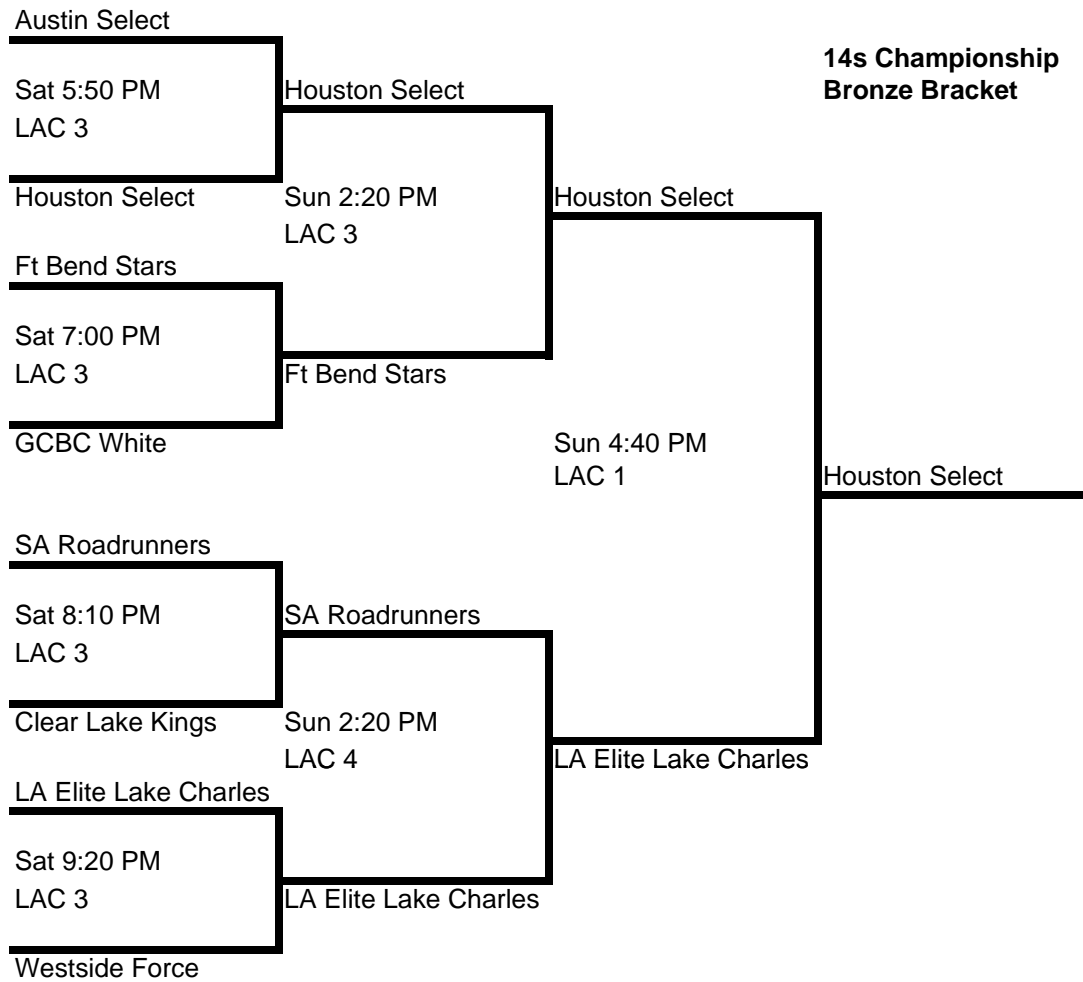 Austin Select
14s Championship
Bronze Bracket
Sat 5:50 PM
LAC 3
Houston Select
Houston Select
Sun 2:20 PM
LAC 3
Houston Select
Ft Bend Stars
Sat 7:00 PM
LAC 3
Ft Bend Stars
GCBC White
Sun 4:40 PM
LAC 1
Houston Select
SA Roadrunners
Sat 8:10 PM
LAC 3
SA Roadrunners
Clear Lake Kings
Sun 2:20 PM
LAC 4
LA Elite Lake Charles
LA Elite Lake Charles
Sat 9:20 PM
LAC 3
LA Elite Lake Charles
Westside Force